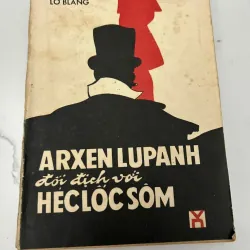 LƠ BLĂNG
ARXEN LUPANH
đối địch với
HÉC LỐC SÔM